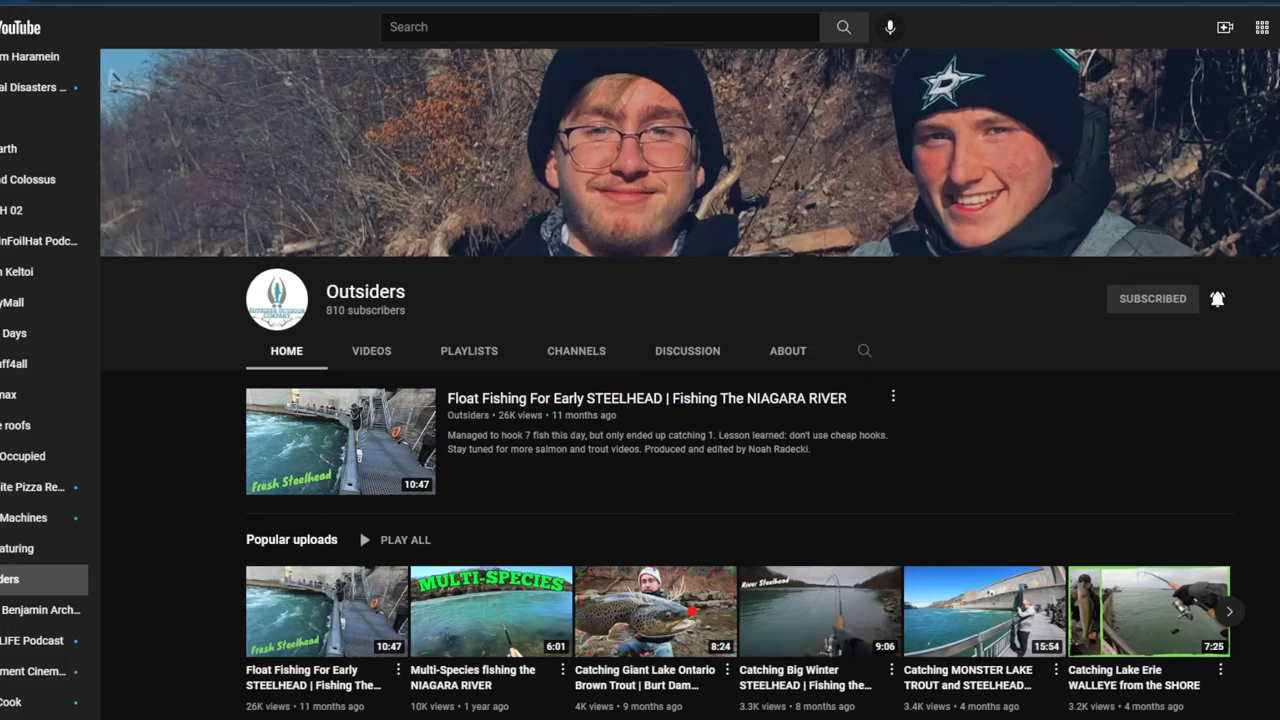 YouTube
Search
m Haramein
al Disasters ...
arth
d Colossus
H 02
inFoilHat Podc...
n Keltoi
yMall
Days
uff4all
max
e roofs
Occupied
ite Pizza Re...
Machines
aturing
ders
Benjamin Arch...
LIFE Podcast
ment Cinem...
Cook
OUTSIDER OUTDOOR
COMPANY
Outsiders
810 subscribers
SUBSCRIBED
HOME
VIDEOS
PLAYLISTS
CHANNELS
DISCUSSION
ABOUT
Fresh Steelhead
10:47
Float Fishing For Early STEELHEAD | Fishing The NIAGARA RIVER
Outsiders • 26K views • 11 months ago
Managed to hook 7 fish this day, but only ended up catching 1. Lesson learned: don't use cheap hooks.
Stay tuned for more salmon and trout videos. Produced and edited by Noah Radecki.
Popular uploads
PLAY ALL
Fresh Steelhead
10:47
Float Fishing For Early
STEELHEAD | Fishing The...
26K views • 11 months ago
MULTI-SPECIES
6:01
Multi-Species fishing the
NIAGARA RIVER
10K views • 1 year ago
8:24
Catching Giant Lake Ontario
Brown Trout | Burt Dam...
4K views • 9 months ago
River Steelhead
9:06
Catching Big Winter
STEELHEAD | Fishing the...
3.3K views • 8 months ago
15:54
Catching MONSTER LAKE
TROUT and STEELHEAD...
3.4K views • 4 months ago
7:25
Catching Lake Erie
WALLEYE from the SHORE
3.2K views • 4 months ago